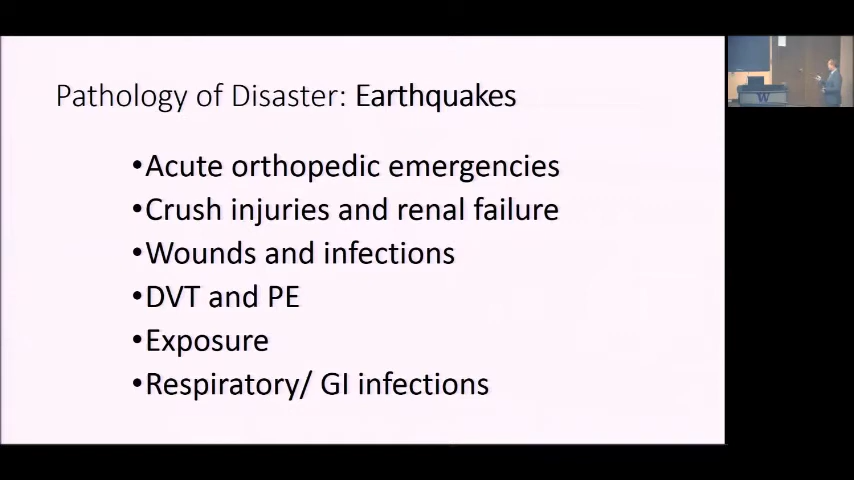 Pathology of Disaster: Earthquakes
•Acute orthopedic emergencies
•Crush injuries and renal failure
•Wounds and infections
•DVT and PE
•Exposure
•Respiratory/ GI infections
W